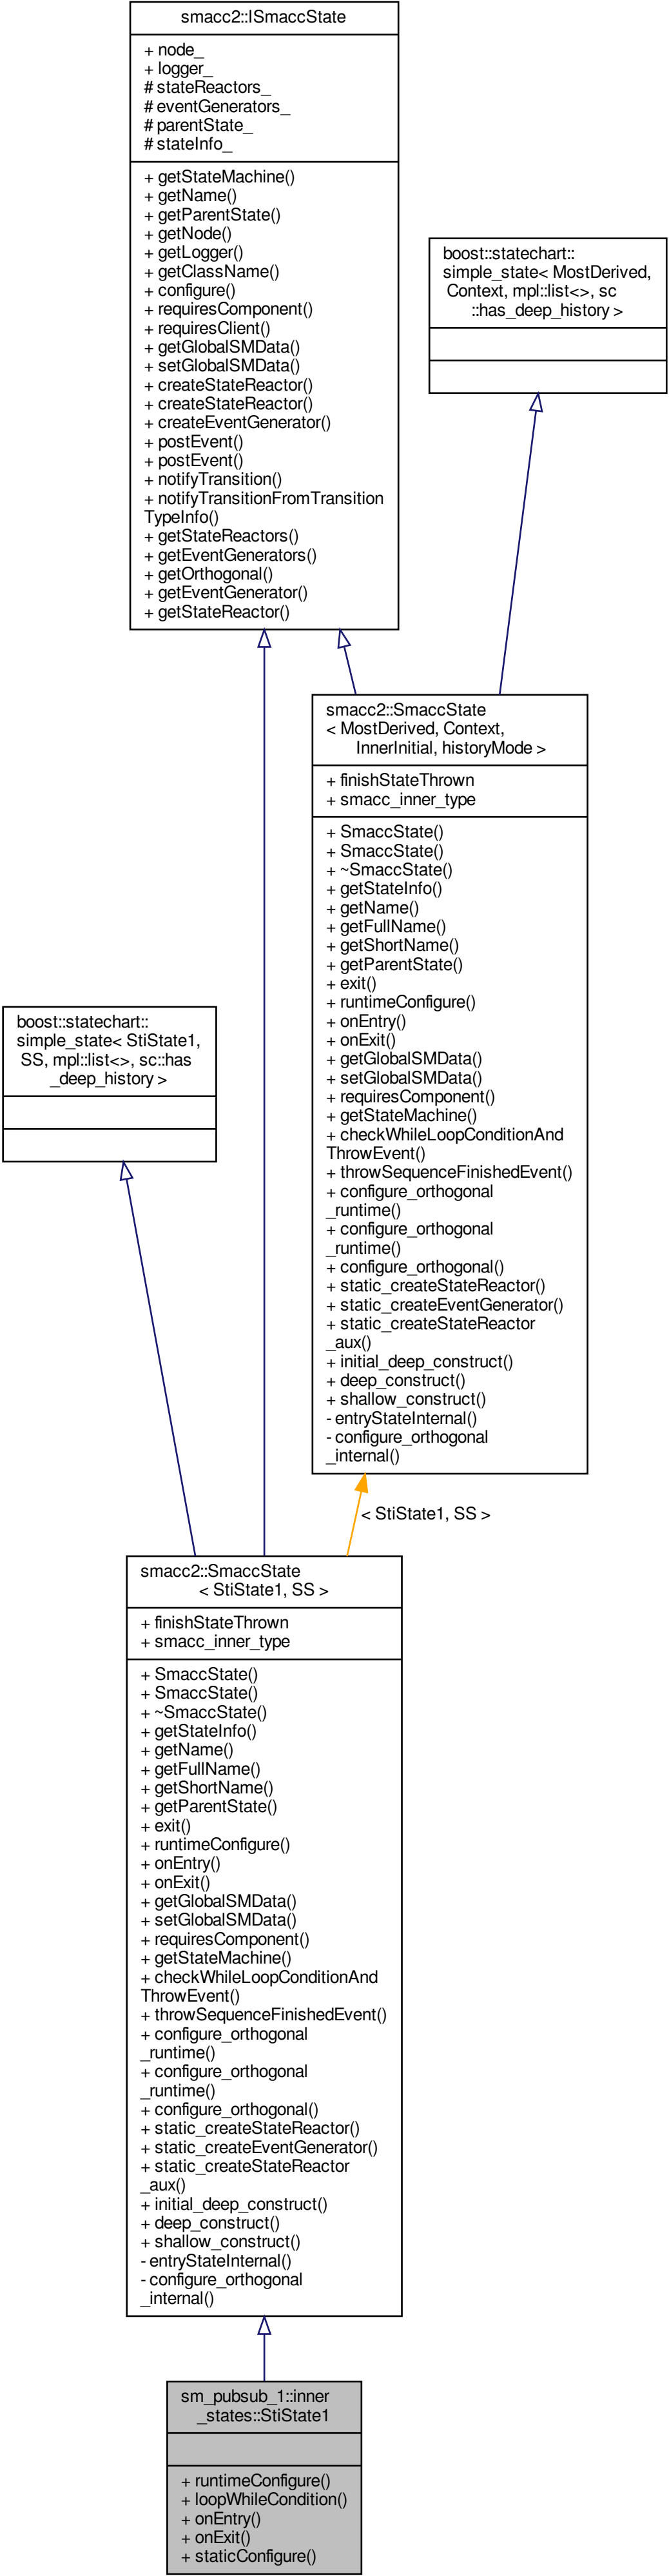 smacc2::ISmaccState
+ node_
+ logger_
# stateReactors_
# eventGenerators_
# parentState_
# stateInfo_
+ getStateMachine()
+ getName()
+ getParentState()
+ getNode()
+ getLogger()
+ getClassName()
+ configure()
+ requiresComponent()
+ requiresClient()
+ getGlobalSMData()
+ setGlobalSMData()
+ createStateReactor()
+ createStateReactor()
+ createEventGenerator()
+ postEvent()
+ postEvent()
+ notifyTransition()
+ notifyTransitionFromTransition
TypeInfo()
+ getStateReactors()
+ getEventGenerators()
+ getOrthogonal()
+ getEventGenerator()
+ getStateReactor()
boost::statechart::
simple_state< MostDerived,
Context, mpl::list<>, sc
::has_deep_history >
smacc2::SmaccState
< MostDerived, Context,
InnerInitial, historyMode >
+ finishStateThrown
+ smacc_inner_type
+ SmaccState()
+ SmaccState()
+ ~SmaccState()
+ getStateInfo()
+ getName()
+ getFullName()
+ getShortName()
+ getParentState()
+ exit()
+ runtimeConfigure()
+ onEntry()
+ onExit()
+ getGlobalSMData()
+ setGlobalSMData()
+ requiresComponent()
+ getStateMachine()
+ checkWhileLoopConditionAnd
ThrowEvent()
+ throwSequenceFinishedEvent()
+ configure_orthogonal
_runtime()
+ configure_orthogonal
_runtime()
+ configure_orthogonal()
+ static_createStateReactor()
+ static_createEventGenerator()
+ static_createStateReactor
_aux()
+ initial_deep_construct()
+ deep_construct()
+ shallow_construct()
- entryStateInternal()
- configure_orthogonal
_internal()
boost::statechart::
simple_state< StiState1,
SS, mpl::list<>, sc::has
_deep_history >
< StiState1, SS >
smacc2::SmaccState
< StiState1, SS >
+ finishStateThrown
+ smacc_inner_type
+ SmaccState()
+ SmaccState()
+ ~SmaccState()
+ getStateInfo()
+ getName()
+ getFullName()
+ getShortName()
+ getParentState()
+ exit()
+ runtimeConfigure()
+ onEntry()
+ onExit()
+ getGlobalSMData()
+ setGlobalSMData()
+ requiresComponent()
+ getStateMachine()
+ checkWhileLoopConditionAnd
ThrowEvent()
+ throwSequenceFinishedEvent()
+ configure_orthogonal
_runtime()
+ configure_orthogonal
_runtime()
+ configure_orthogonal()
+ static_createStateReactor()
+ static_createEventGenerator()
+ static_createStateReactor
_aux()
+ initial_deep_construct()
+ deep_construct()
+ shallow_construct()
- entryStateInternal()
- configure_orthogonal
_internal()
sm_pubsub_1::inner
_states::StiState1
+ runtimeConfigure()
+ loopWhileCondition()
+ onEntry()
+ onExit()
+ staticConfigure()